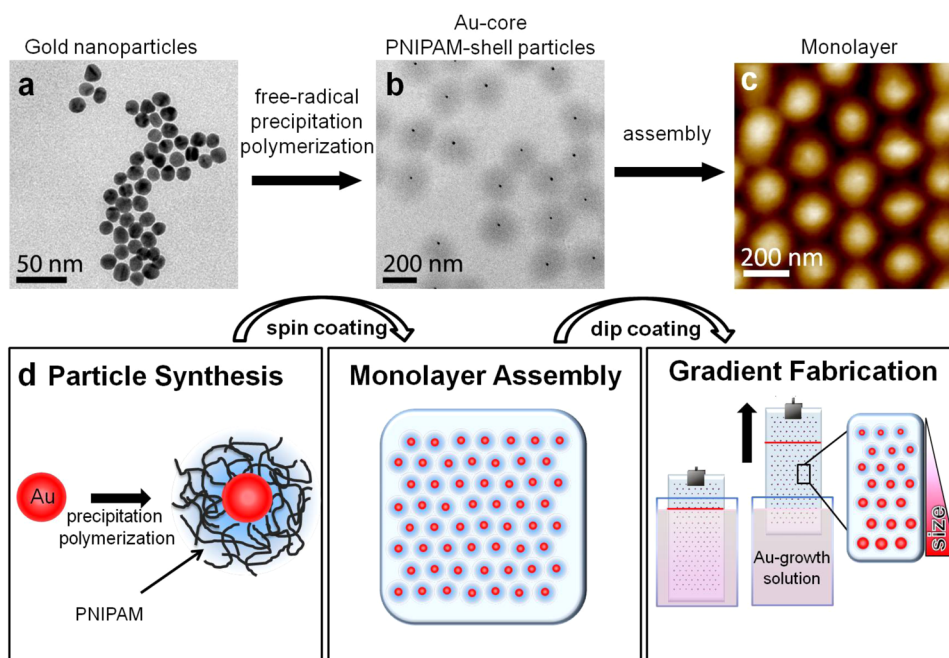 Gold nanoparticles
Au-core
PNIPAM-shell particles
Monolayer
a
50 nm
free-radical
precipitation
polymerization
b
200 nm
assembly
c
200 nm
spin coating
dip coating
d Particle Synthesis
Au
precipitation
polymerization
PNIPAM
Monolayer Assembly
Gradient Fabrication
Au-growth
solution
size